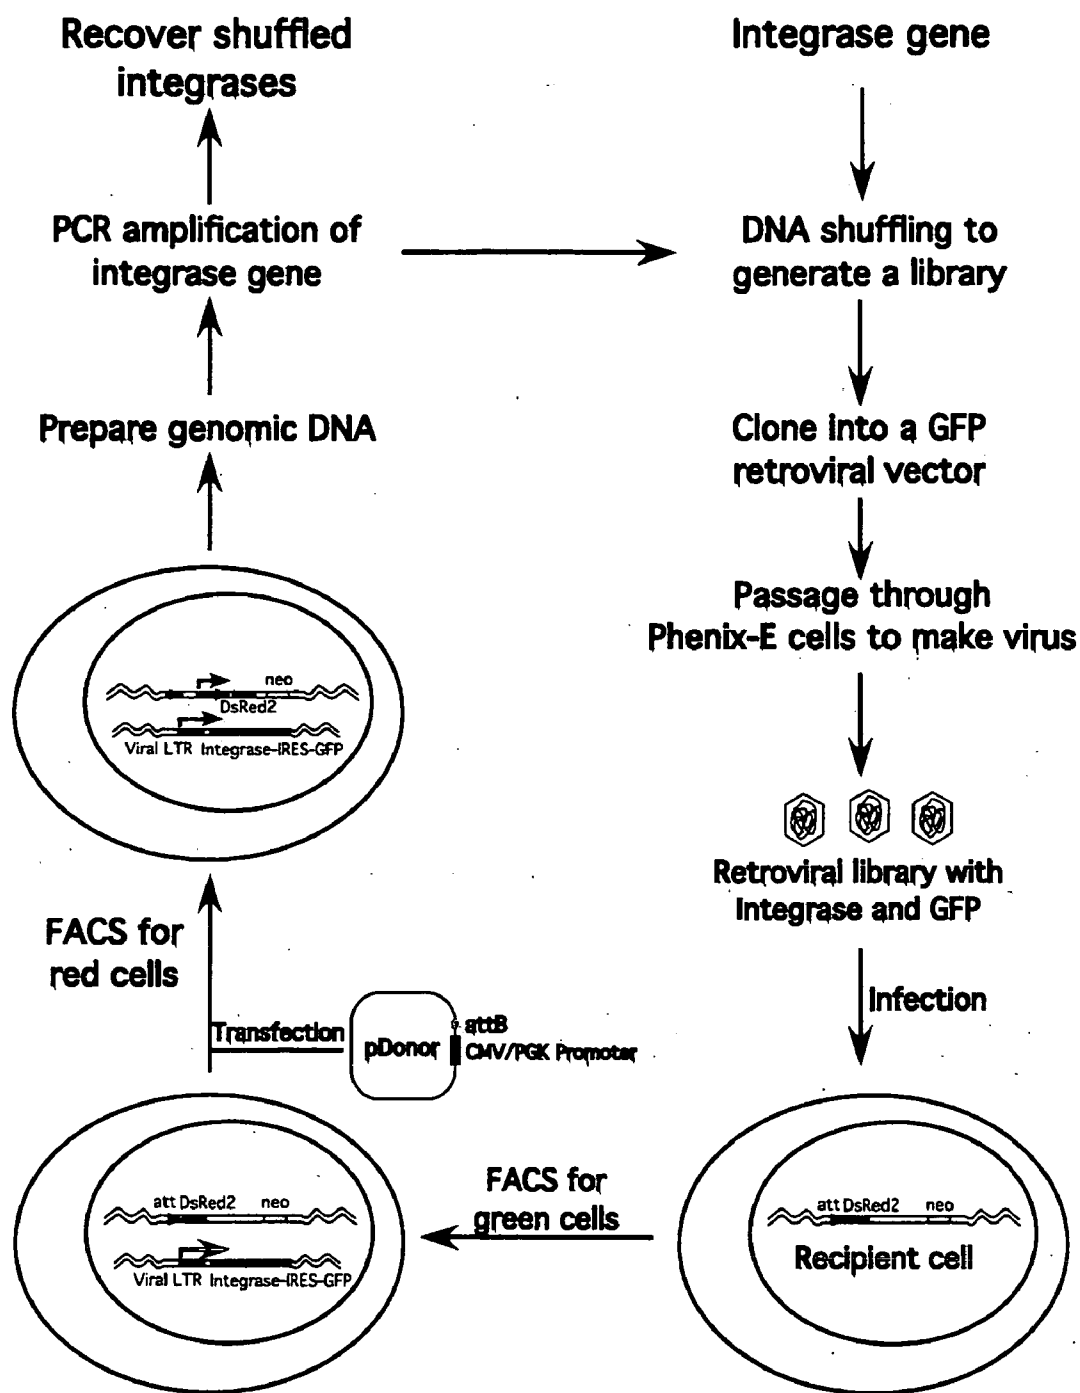 Integrase gene
DNA shuffling to
generate a library
Clone into a GFP
retroviral vector
Passage through
Phenix-E cells to make virus
Retroviral library with
Integrase and GFP
Infection
att DsRed2 neo
Recipient cell
FACS for
green cells
att DsRed2 neo
Viral LTR Integrase-IRES-GFP
Transfection
pDonor
attB
CMV/PGK Promoter
FACS for
red cells
neo
DsRed2
Viral LTR Integrase-IRES-GFP
Prepare genomic DNA
PCR amplification of
integrase gene
Recover shuffled
integrases